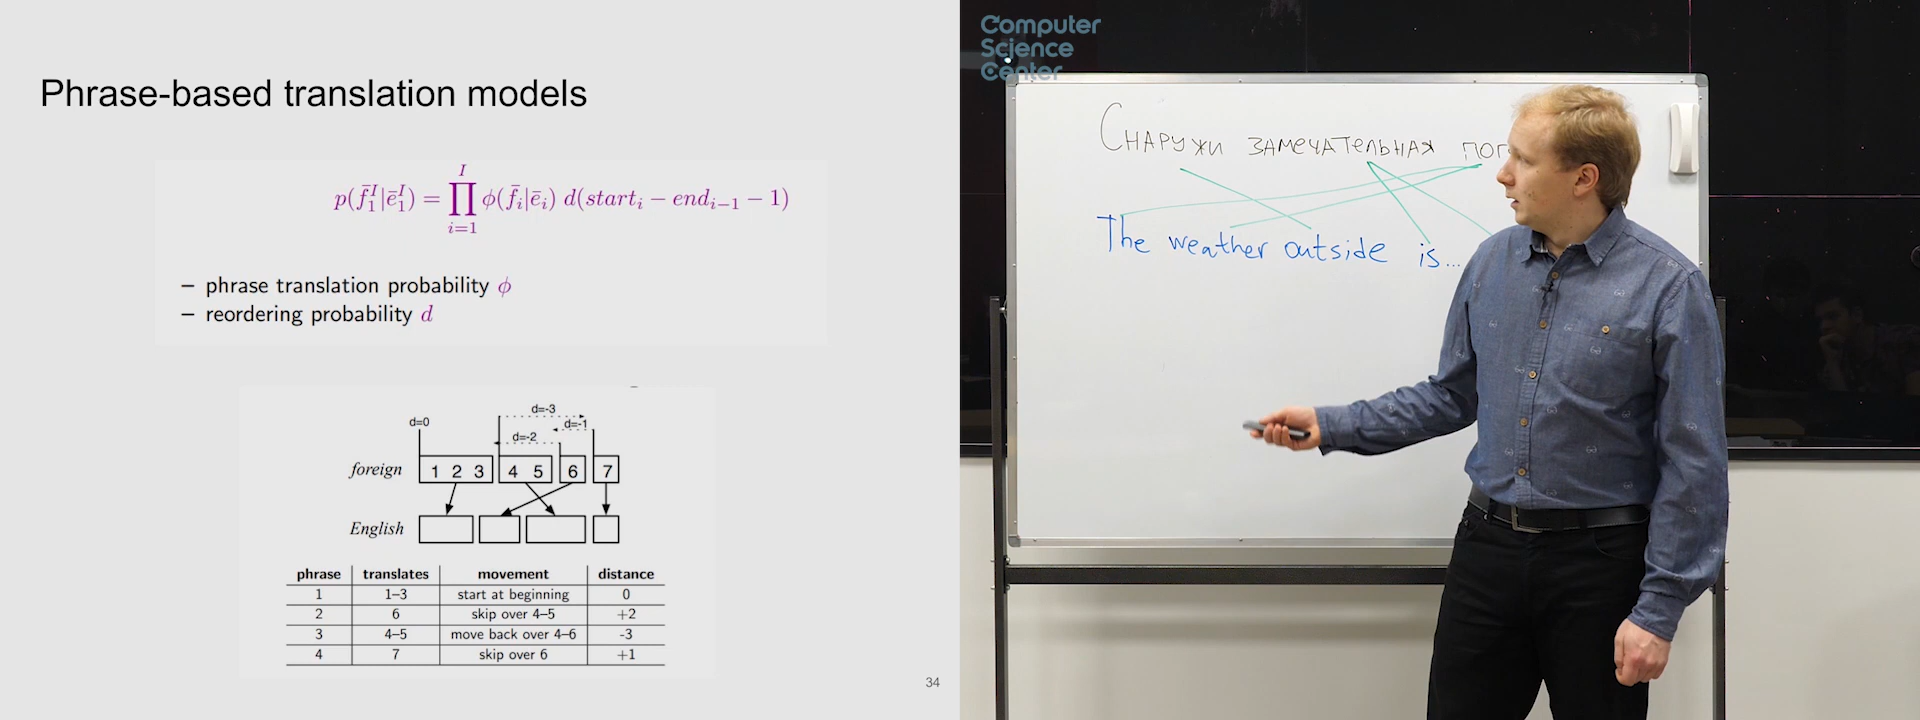 Phrase-based translation models
p(f̄₁ᴵ|ē₁ᴵ) = ∏ᵢ₌₁ᴵ ϕ(f̄ᵢ|ēᵢ) d(startᵢ − endᵢ₋₁ − 1)
– phrase translation probability ϕ
– reordering probability d
d=-3
d=0
d=-1
d=-2
foreign 1 2 3 4 5 6 7
English
phrase translates movement distance
1 1–3 start at beginning 0
2 6 skip over 4–5 +2
3 4–5 move back over 4–6 -3
4 7 skip over 6 +1
34
Computer
Science
Center
Снаружи замечательная
The weather outside is...